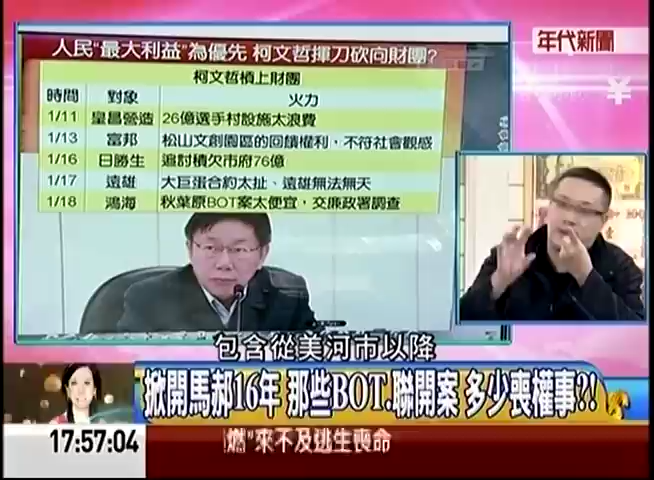 年代新聞
人民“最大利益”為優先 柯文哲揮刀砍向財團?
柯文哲槓上財團
時間 對象 火力
1/11 皇昌營造 26億選手村設施太浪費
1/13 富邦 松山文創園區的回饋權利，不符社會觀感
1/16 日勝生 追討積欠市府76億
1/17 遠雄 大巨蛋合約太扯、遠雄無法無天
1/18 鴻海 秋葉原BOT案太便宜，交廉政署調查
包含從美河市以降
掀開馬郝16年 那些BOT.聯開案 多少喪權事?!
17:57:04
燃”來不及逃生喪命